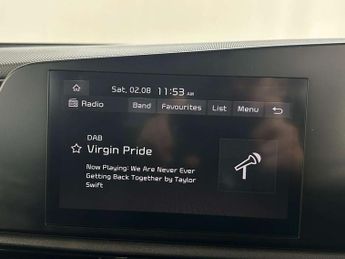 Sat, 02.08 11:53 AM
Radio Band Favourites List Menu
DAB
Virgin Pride
Now Playing: We Are Never Ever
Getting Back Together by Taylor
Swift